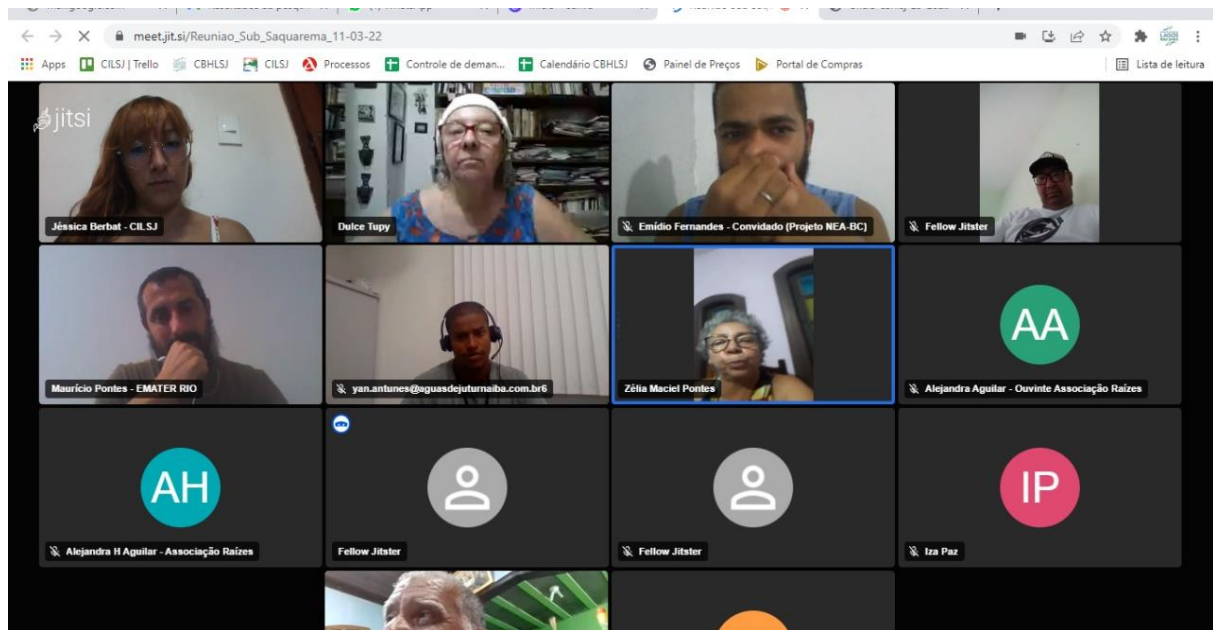 meet.jit.si/Reuniao_Sub_Saquarema_11-03-22
Apps CILSJ | Trello CBHLSJ CILSJ Processos Controle de deman... Calendário CBHLSJ Painel de Preços Portal de Compras Lista de leitura
jitsi
Jéssica Berbat - CILSJ
Dulce Tupy
Emídio Fernandes - Convidado (Projeto NEA-BC)
Fellow Jitster
Maurício Pontes - EMATER RIO
yan.antunes@aguasdejuturnaiba.com.br6
Zélia Maciel Pontes
AA
Alejandra Aguilar - Ouvinte Associação Raízes
AH
Alejandra H Aguilar - Associação Raízes
Fellow Jitster
Fellow Jitster
IP
Iza Paz